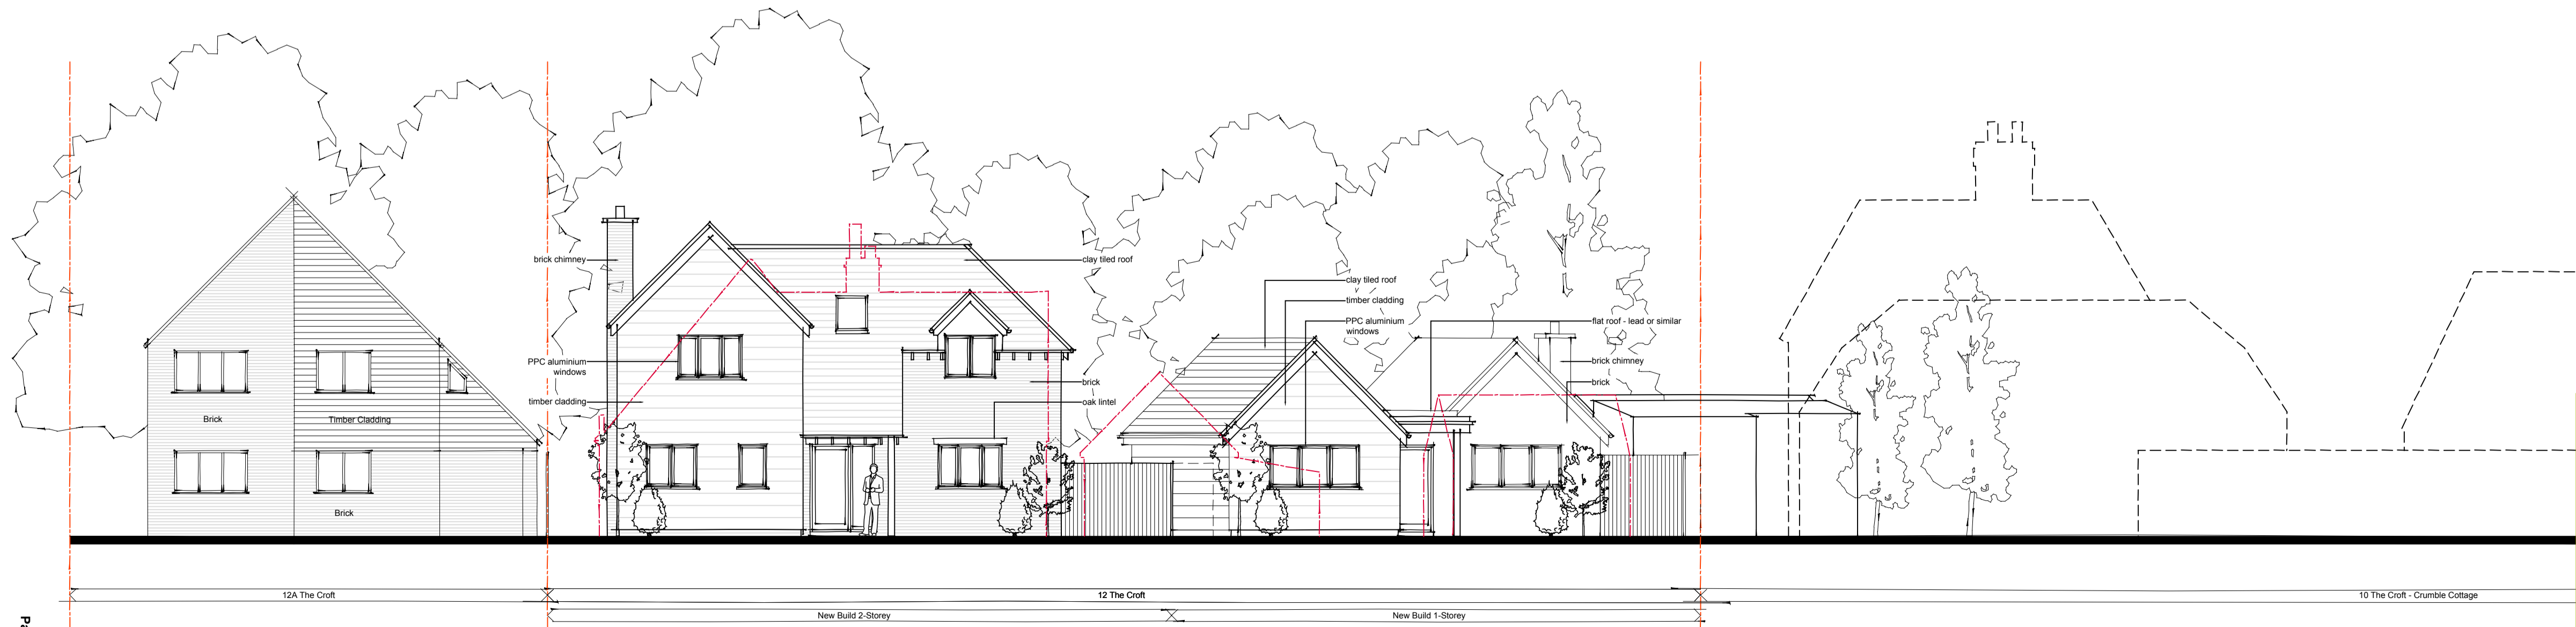 brick chimney
clay tiled roof
clay tiled roof
timber cladding
PPC aluminium
windows
flat roof - lead or similar
PPC aluminium
windows
brick chimney
brick
brick
timber cladding
oak lintel
Brick
Timber Cladding
Brick
12A The Croft
12 The Croft
10 The Croft - Crumble Cottage
New Build 2-Storey
New Build 1-Storey